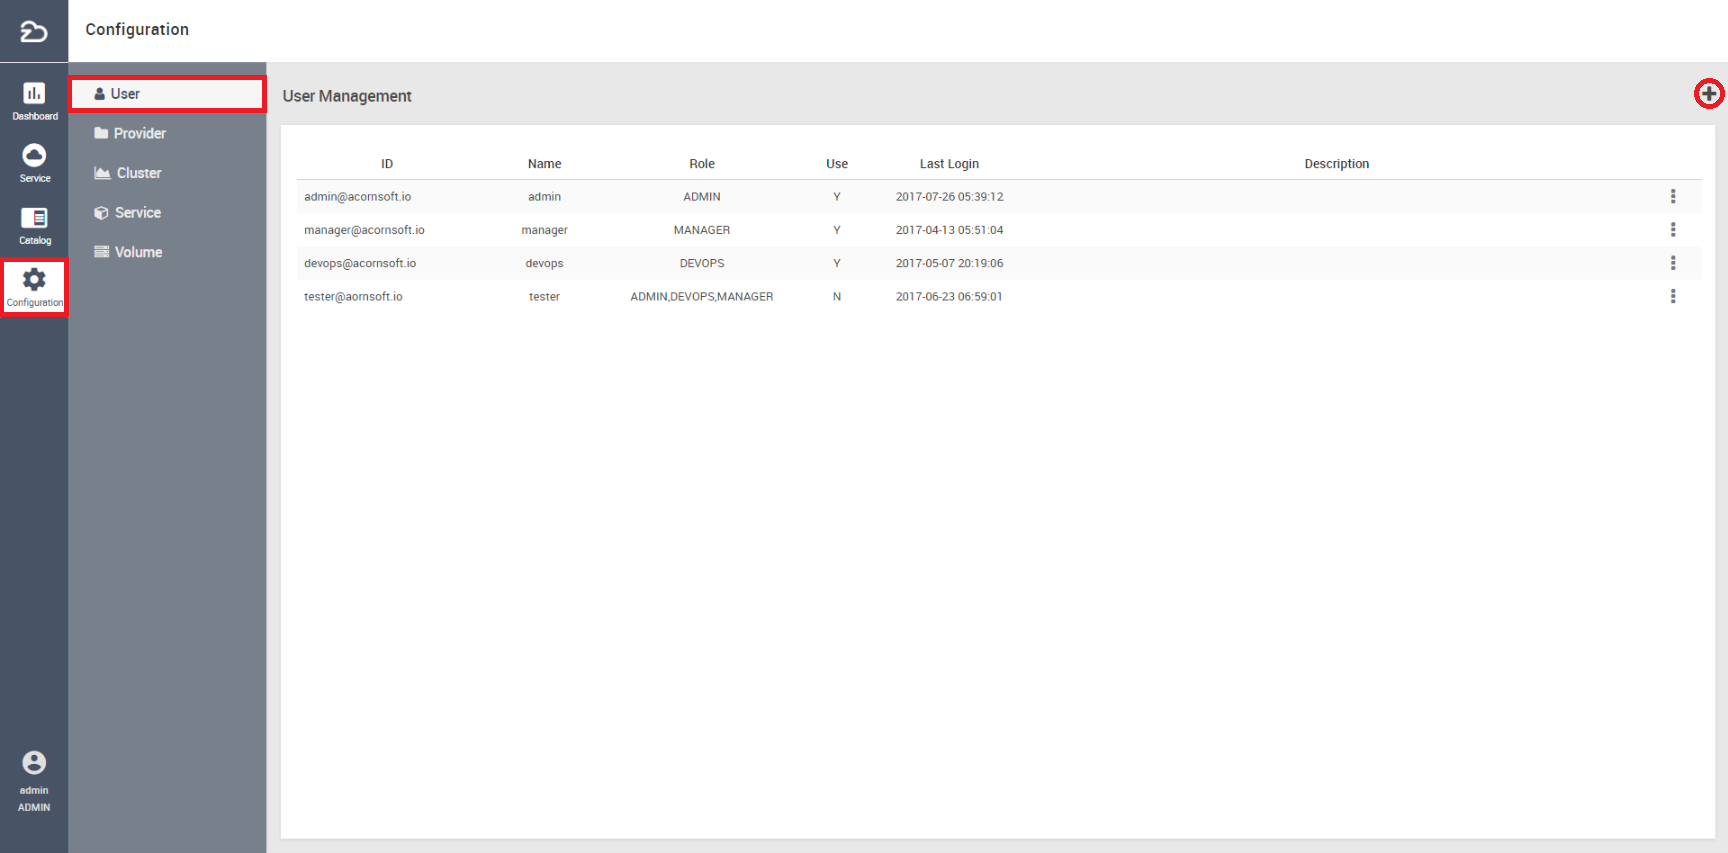 Configuration
Dashboard
Service
Catalog
Configuration
admin
ADMIN
User
Provider
Cluster
Service
Volume
User Management
ID Name Role Use Last Login Description
admin@acornsoft.io admin ADMIN Y 2017-07-26 05:39:12
manager@acornsoft.io manager MANAGER Y 2017-04-13 05:51:04
devops@acornsoft.io devops DEVOPS Y 2017-05-07 20:19:06
tester@aornsoft.io tester ADMIN,DEVOPS,MANAGER N 2017-06-23 06:59:01